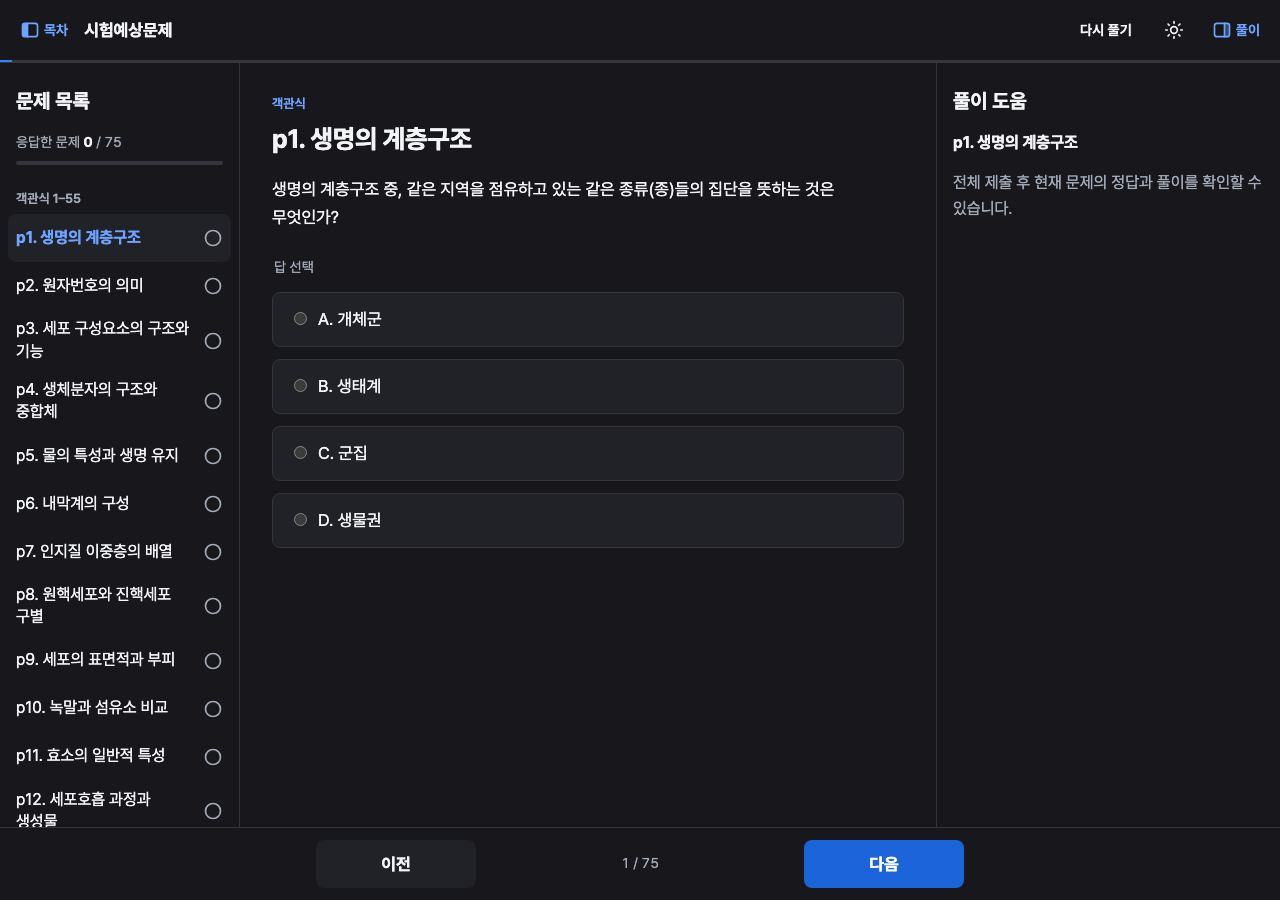 목차 시험예상문제 다시 풀기 풀이
문제 목록
응답한 문제 0 / 75
객관식 1–55
p1. 생명의 계층구조
p2. 원자번호의 의미
p3. 세포 구성요소의 구조와
기능
p4. 생체분자의 구조와
중합체
p5. 물의 특성과 생명 유지
p6. 내막계의 구성
p7. 인지질 이중층의 배열
p8. 원핵세포와 진핵세포
구별
p9. 세포의 표면적과 부피
p10. 녹말과 섬유소 비교
p11. 효소의 일반적 특성
p12. 세포호흡 과정과
생성물
객관식
p1. 생명의 계층구조
생명의 계층구조 중, 같은 지역을 점유하고 있는 같은 종류(종)들의 집단을 뜻하는 것은
무엇인가?
답 선택
A. 개체군
B. 생태계
C. 군집
D. 생물권
풀이 도움
p1. 생명의 계층구조
전체 제출 후 현재 문제의 정답과 풀이를 확인할 수
있습니다.
이전 1 / 75 다음